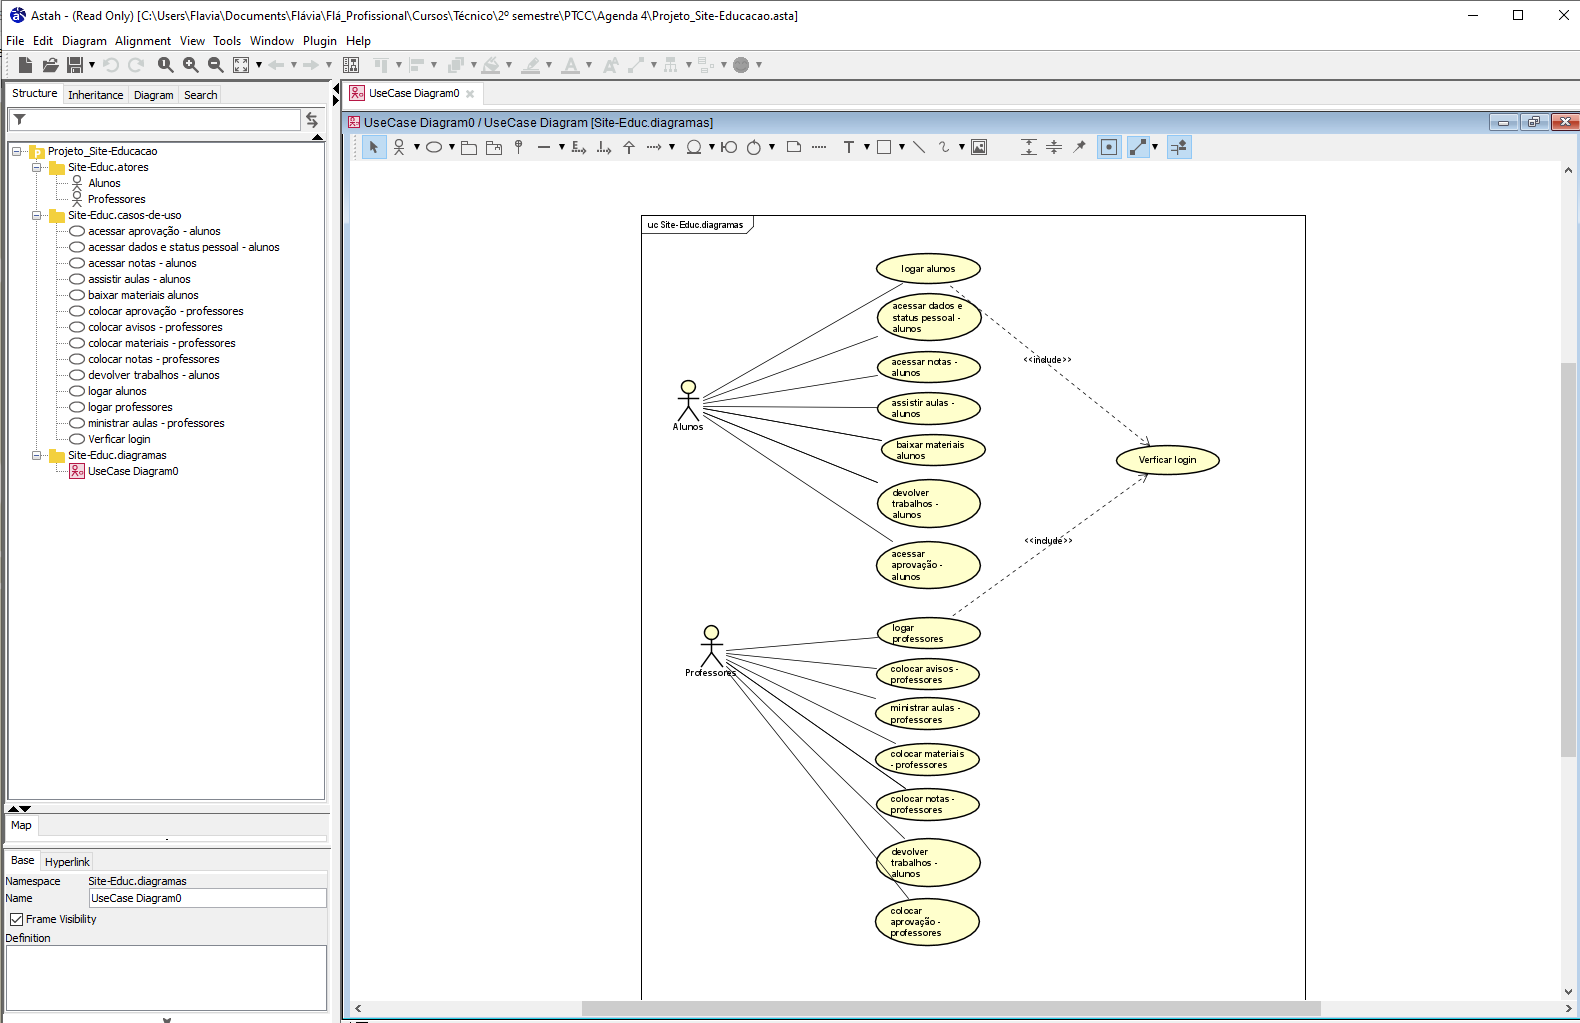 Astah - (Read Only) [C:\Users\Flavia\Documents\Flávia\Flá_Profissional\Cursos\Técnico\2º semestre\PTCC\Agenda 4\Projeto_Site-Educacao.asta]
File Edit Diagram Alignment View Tools Window Plugin Help
Structure Inheritance Diagram Search
Projeto_Site-Educacao
Site-Educ.atores
Alunos
Professores
Site-Educ.casos-de-uso
acessar aprovação - alunos
acessar dados e status pessoal - alunos
acessar notas - alunos
assistir aulas - alunos
baixar materiais alunos
colocar aprovação - professores
colocar avisos - professores
colocar materiais - professores
colocar notas - professores
devolver trabalhos - alunos
logar alunos
logar professores
ministrar aulas - professores
Verficar login
Site-Educ.diagramas
UseCase Diagram0
Map
Base Hyperlink
Namespace Site-Educ.diagramas
Name UseCase Diagram0
Frame Visibility
Definition
UseCase Diagram0
UseCase Diagram0 / UseCase Diagram [Site-Educ.diagramas]
uc Site-Educ.diagramas
logar alunos
acessar dados e
status pessoal -
alunos
acessar notas -
alunos
assistir aulas -
alunos
baixar materiais
alunos
devolver
trabalhos -
alunos
acessar
aprovação -
alunos
Alunos
<<include>>
Verficar login
<<include>>
Professores
logar
professores
colocar avisos -
professores
ministrar aulas -
professores
colocar materiais
- professores
colocar notas -
professores
devolver
trabalhos -
alunos
colocar
aprovação -
professores